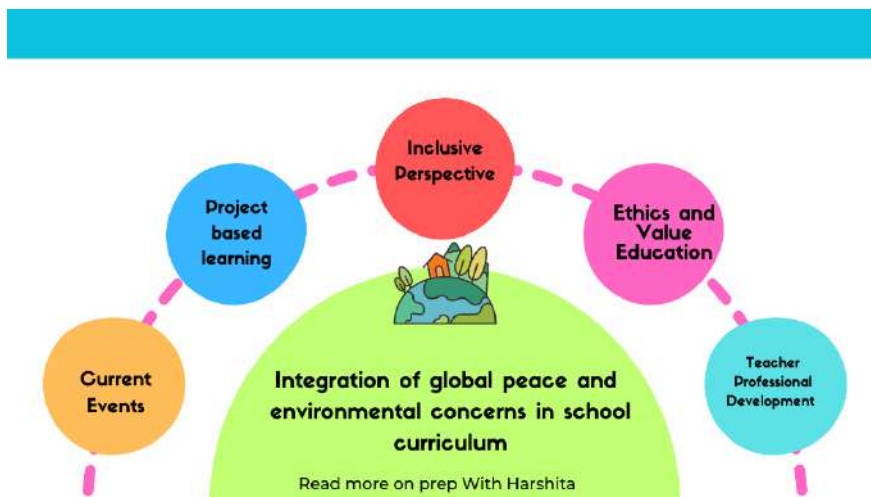 Inclusive
Perspective
Project
based
learning
Ethics and
Value
Education
Current
Events
Teacher
Professional
Development
Integration of global peace and
environmental concerns in school
curriculum
Read more on prep With Harshita